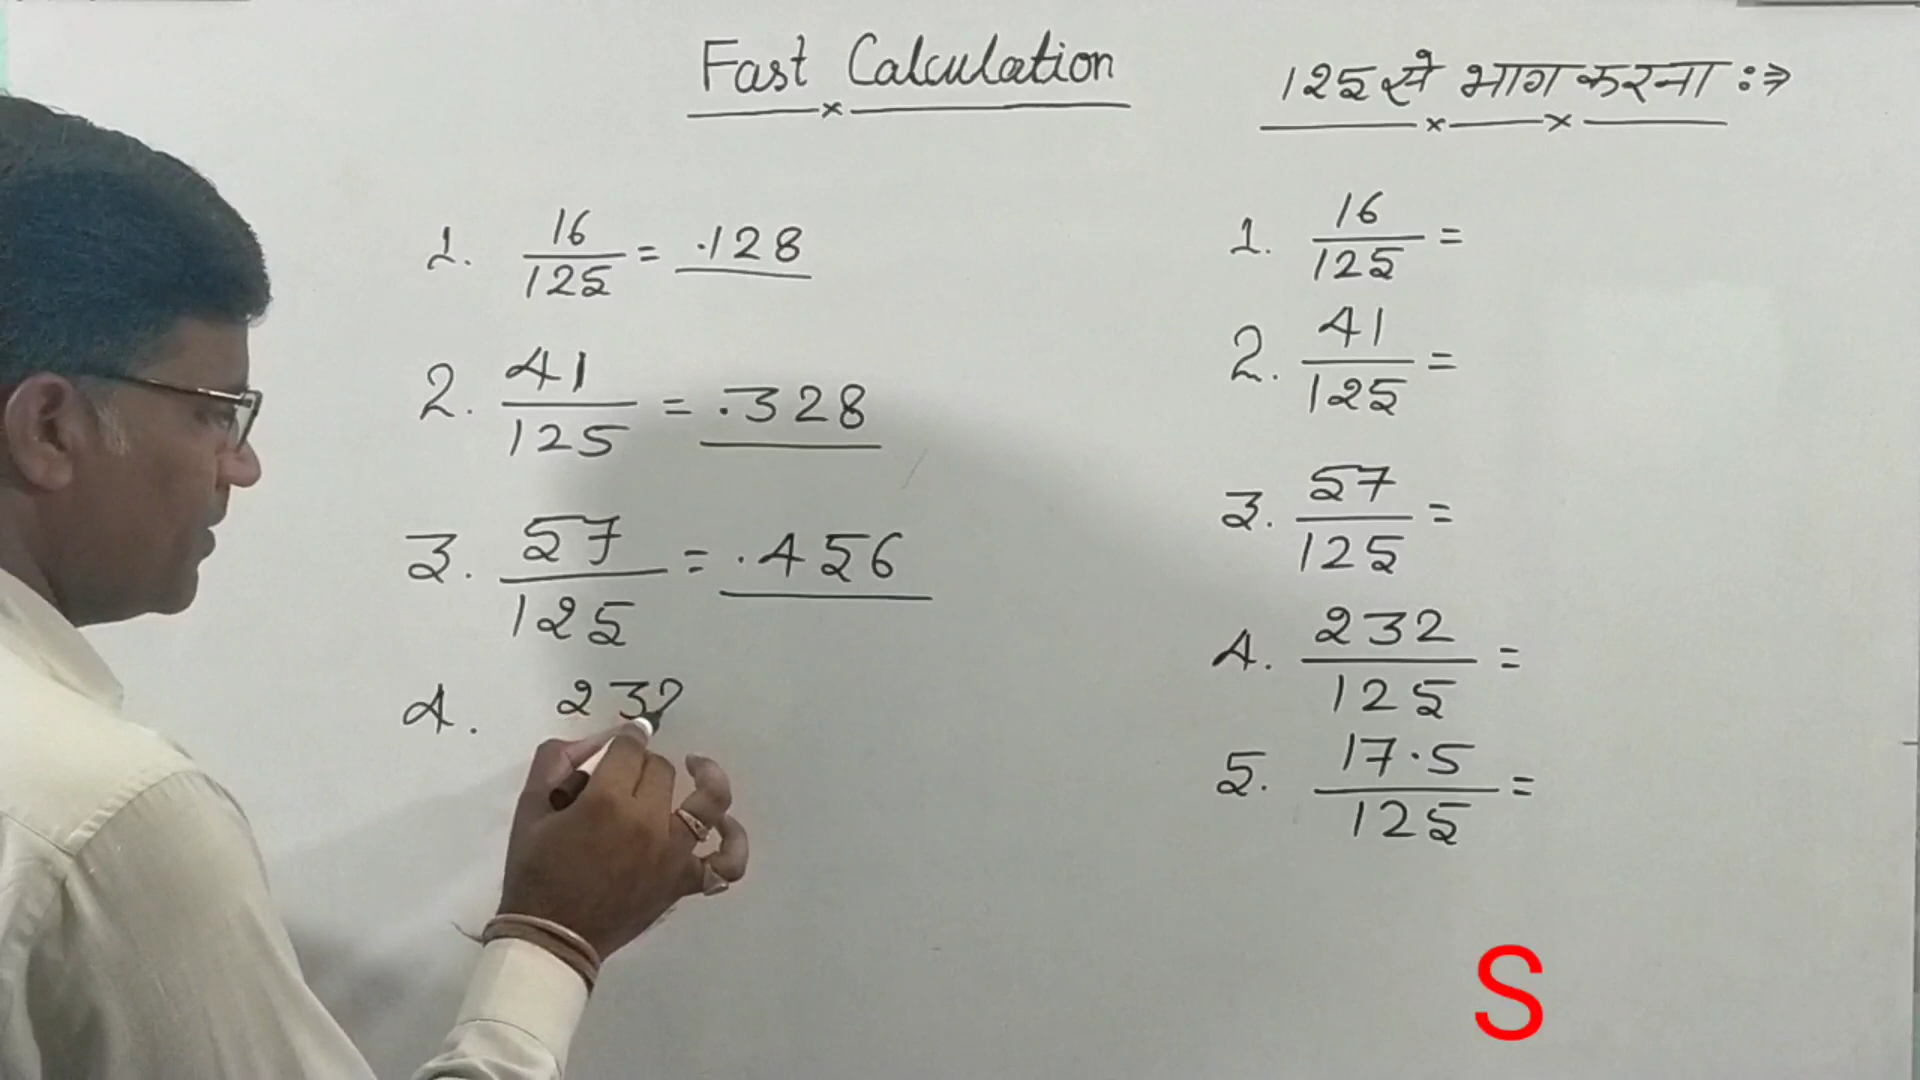 Fast Calculation
125 से भाग करना :⇒
1. 16/125 = .128
2. 41/125 = .328
3. 57/125 = .456
4. 232
1. 16/125 =
2. 41/125 =
3. 57/125 =
4. 232/125 =
5. 17.5/125 =
S